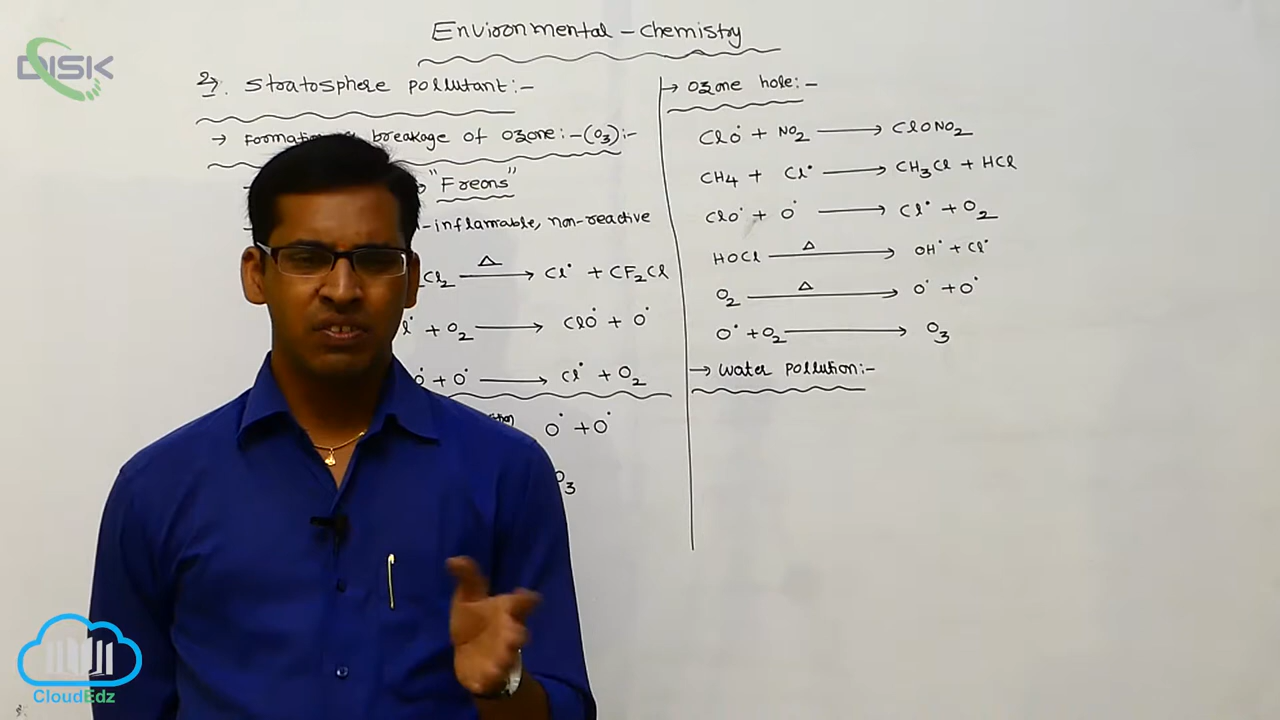 DISK
Environmental-chemistry
2). Stratosphere pollutant:-
→ Formation breakage of ozone:-(O3):-
"Freons"
-inflammable, non-reactive
Cl2 —Δ→ Cl• + CF2Cl
+ O2 ⟶ ClO• + O•
+ O• ⟶ Cl• + O2
O• + O•
O3
→ Ozone hole:-
ClO• + NO2 ⟶ ClONO2
CH4 + Cl• ⟶ CH3Cl + HCl
ClO• + O• ⟶ Cl• + O2
HOCl —Δ→ OH• + Cl•
O2 —Δ→ O• + O•
O• + O2 ⟶ O3
→ Water pollution:-
CloudEdz